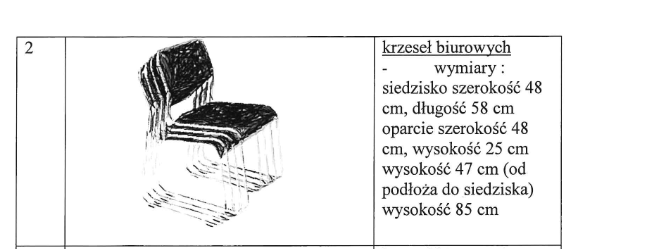 2
krzeseł biurowych
- wymiary :
siedzisko szerokość 48
cm, długość 58 cm
oparcie szerokość 48
cm, wysokość 25 cm
wysokość 47 cm (od
podłoża do siedziska)
wysokość 85 cm